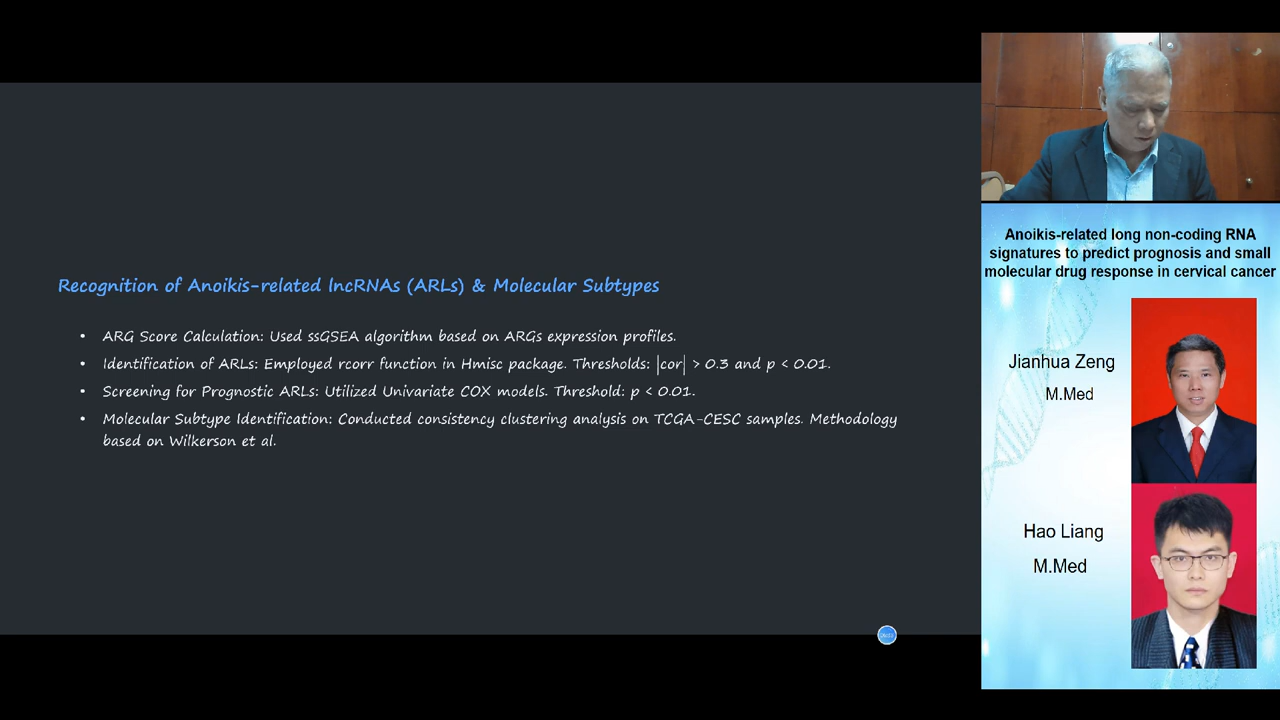 Recognition of Anoikis-related lncRNAs (ARLs) & Molecular Subtypes
• ARG Score Calculation: Used ssGSEA algorithm based on ARGs expression profiles.
• Identification of ARLs: Employed rcorr function in Hmisc package. Thresholds: |cor| > 0.3 and p < 0.01.
• Screening for Prognostic ARLs: Utilized Univariate COX models. Threshold: p < 0.01.
• Molecular Subtype Identification: Conducted consistency clustering analysis on TCGA-CESC samples. Methodology
based on Wilkerson et al.
Anoikis-related long non-coding RNA
signatures to predict prognosis and small
molecular drug response in cervical cancer
Jianhua Zeng
M.Med
Hao Liang
M.Med